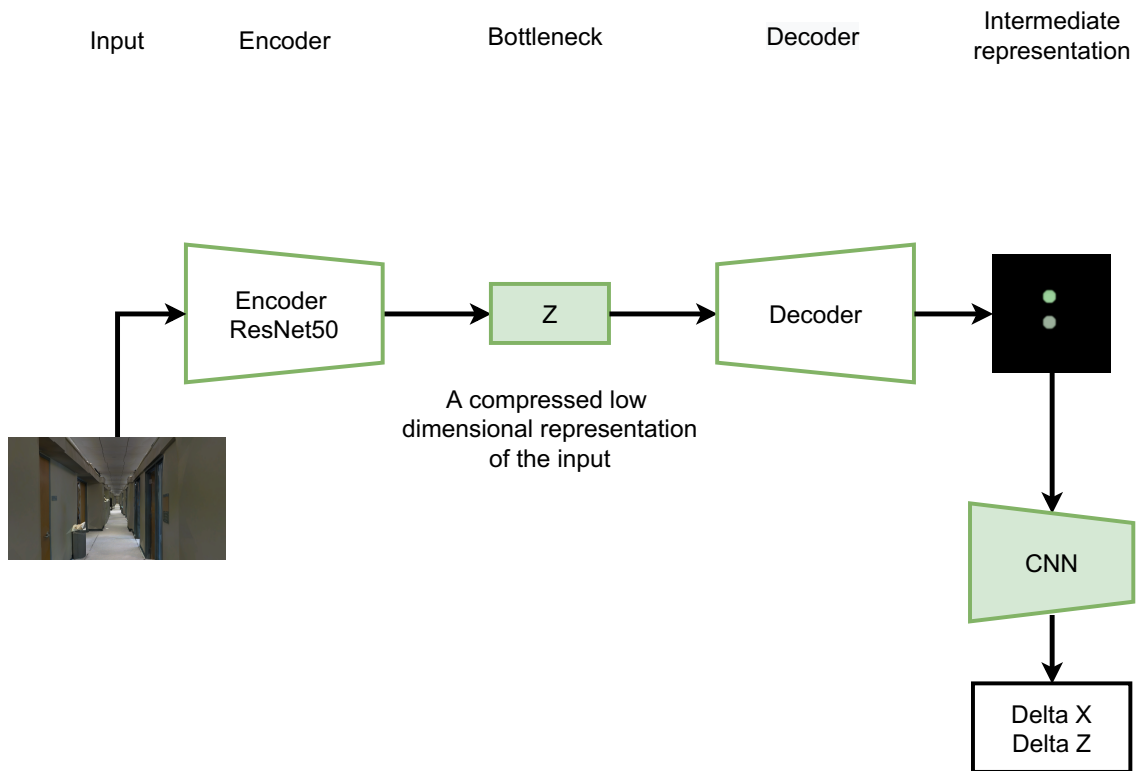 Input
Encoder
Bottleneck
Decoder
Intermediate
representation
Encoder
ResNet50
Z
Decoder
A compressed low
dimensional representation
of the input
CNN
Delta X
Delta Z